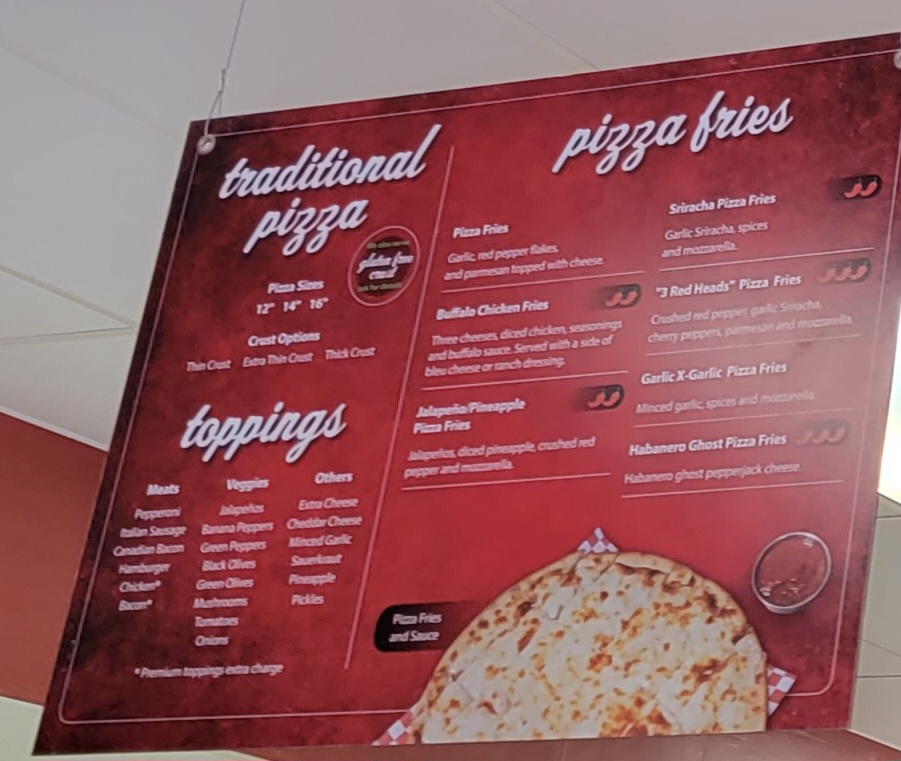 traditional
pizza
We also serve
gluten free
crust
ask for details
Pizza Sizes
12" 14" 16"
Crust Options
Thin Crust Extra Thin Crust Thick Crust
toppings
Meats
Pepperoni
Italian Sausage
Canadian Bacon
Hamburger
Chicken*
Bacon*
Veggies
Jalapeños
Banana Peppers
Green Peppers
Black Olives
Green Olives
Mushrooms
Tomatoes
Onions
Others
Extra Cheese
Cheddar Cheese
Minced Garlic
Sauerkraut
Pineapple
Pickles
* Premium toppings extra charge
pizza fries
Pizza Fries
Garlic, red pepper flakes,
and parmesan topped with cheese.
Buffalo Chicken Fries
Three cheeses, diced chicken, seasonings
and buffalo sauce. Served with a side of
bleu cheese or ranch dressing.
Jalapeño/Pineapple
Pizza Fries
Jalapeños, diced pineapple, crushed red
pepper and mozzarella.
Sriracha Pizza Fries
Garlic Sriracha, spices
and mozzarella.
"3 Red Heads" Pizza Fries
Crushed red pepper, garlic Sriracha,
cherry peppers, parmesan and mozzarella.
Garlic X-Garlic Pizza Fries
Minced garlic, spices and mozzarella.
Habanero Ghost Pizza Fries
Habanero ghost pepperjack cheese.
Pizza Fries
and Sauce